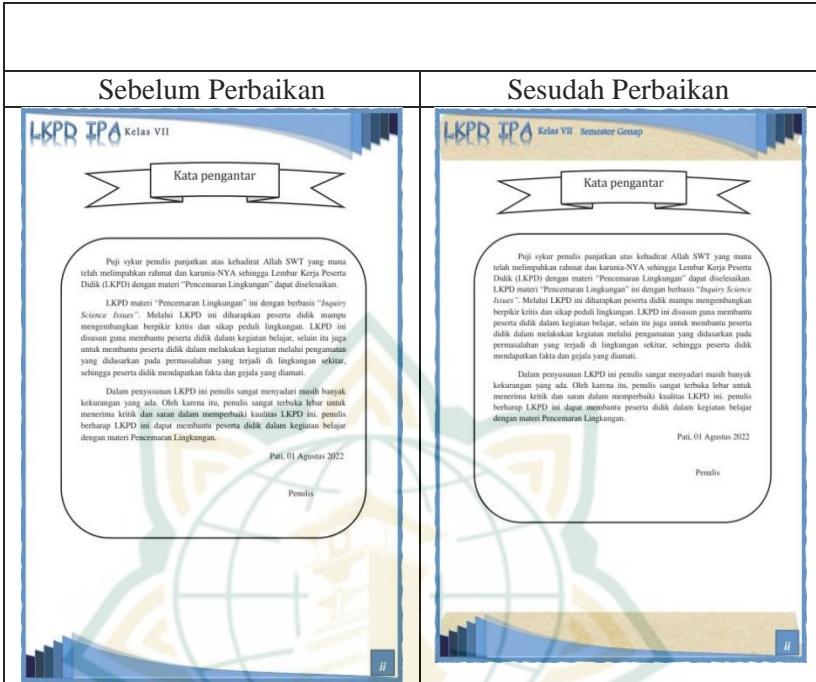 Sebelum Perbaikan
Sesudah Perbaikan
LKPD IPA Kelas VII
Kata pengantar
Puji sykur penulis panjatkan atas kehadirat Allah SWT yang mana
telah melimpahkan rahmat dan karunia-NYA sehingga Lembar Kerja Peserta
Didik (LKPD) dengan materi “Pencemaran Lingkungan” dapat diselesaikan.
LKPD materi “Pencemaran Lingkungan” ini dengan berbasis “Inquiry
Science Issues”. Melalui LKPD ini diharapkan peserta didik mampu
mengembangkan berpikir kritis dan sikap peduli lingkungan. LKPD ini
disusun guna membantu peserta didik dalam kegiatan belajar, selain itu juga
untuk membantu peserta didik dalam melakukan kegiatan melalui pengamatan
yang didasarkan pada permasalahan yang terjadi di lingkungan sekitar,
sehingga peserta didik mendapatkan fakta dan gejala yang diamati.
Dalam penyusunan LKPD ini penulis sangat menyadari masih banyak
kekurangan yang ada. Oleh karena itu, penulis sangat terbuka lebar untuk
menerima kritik dan saran dalam memperbaiki kualitas LKPD ini. penulis
berharap LKPD ini dapat membantu peserta didik dalam kegiatan belajar
dengan materi Pencemaran Lingkungan.
Pati, 01 Agustus 2022
Penulis
ii
LKPD IPA Kelas VII Semester Genap
Kata pengantar
Puji sykur penulis panjatkan atas kehadirat Allah SWT yang mana
telah melimpahkan rahmat dan karunia-NYA sehingga Lembar Kerja Peserta
Didik (LKPD) dengan materi “Pencemaran Lingkungan” dapat diselesaikan.
LKPD materi “Pencemaran Lingkungan” ini dengan berbasis “Inquiry Science
Issues”. Melalui LKPD ini diharapkan peserta didik mampu mengembangkan
berpikir kritis dan sikap peduli lingkungan. LKPD ini disusun guna membantu
peserta didik dalam kegiatan belajar, selain itu juga untuk membantu peserta
didik dalam melakukan kegiatan melalui pengamatan yang didasarkan pada
permasalahan yang terjadi di lingkungan sekitar, sehingga peserta didik
mendapatkan fakta dan gejala yang diamati.
Dalam penyusunan LKPD ini penulis sangat menyadari masih banyak
kekurangan yang ada. Oleh karena itu, penulis sangat terbuka lebar untuk
menerima kritik dan saran dalam memperbaiki kualitas LKPD ini. penulis
berharap LKPD ini dapat membantu peserta didik dalam kegiatan belajar
dengan materi Pencemaran Lingkungan.
Pati, 01 Agustus 2022
Penulis
ii